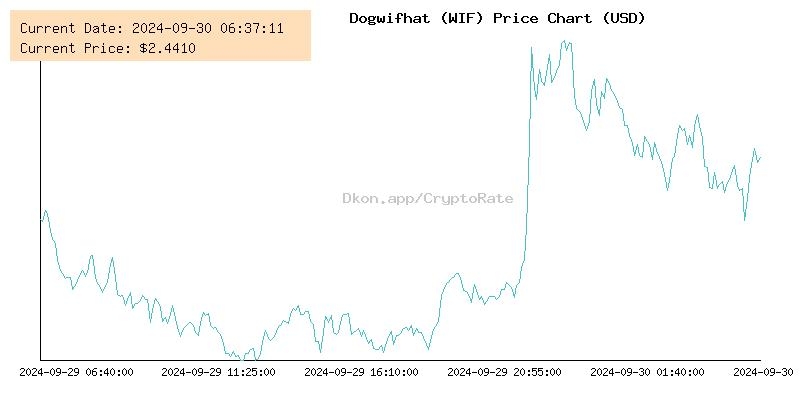 Dogwifhat (WIF) Price Chart (USD)
Current Date: 2024-09-30 06:37:11
Current Price: $2.4410
Dkon.app/CryptoRate
2024-09-29 06:40:00 2024-09-29 11:25:00 2024-09-29 16:10:00 2024-09-29 20:55:00 2024-09-30 01:40:00 2024-09-30